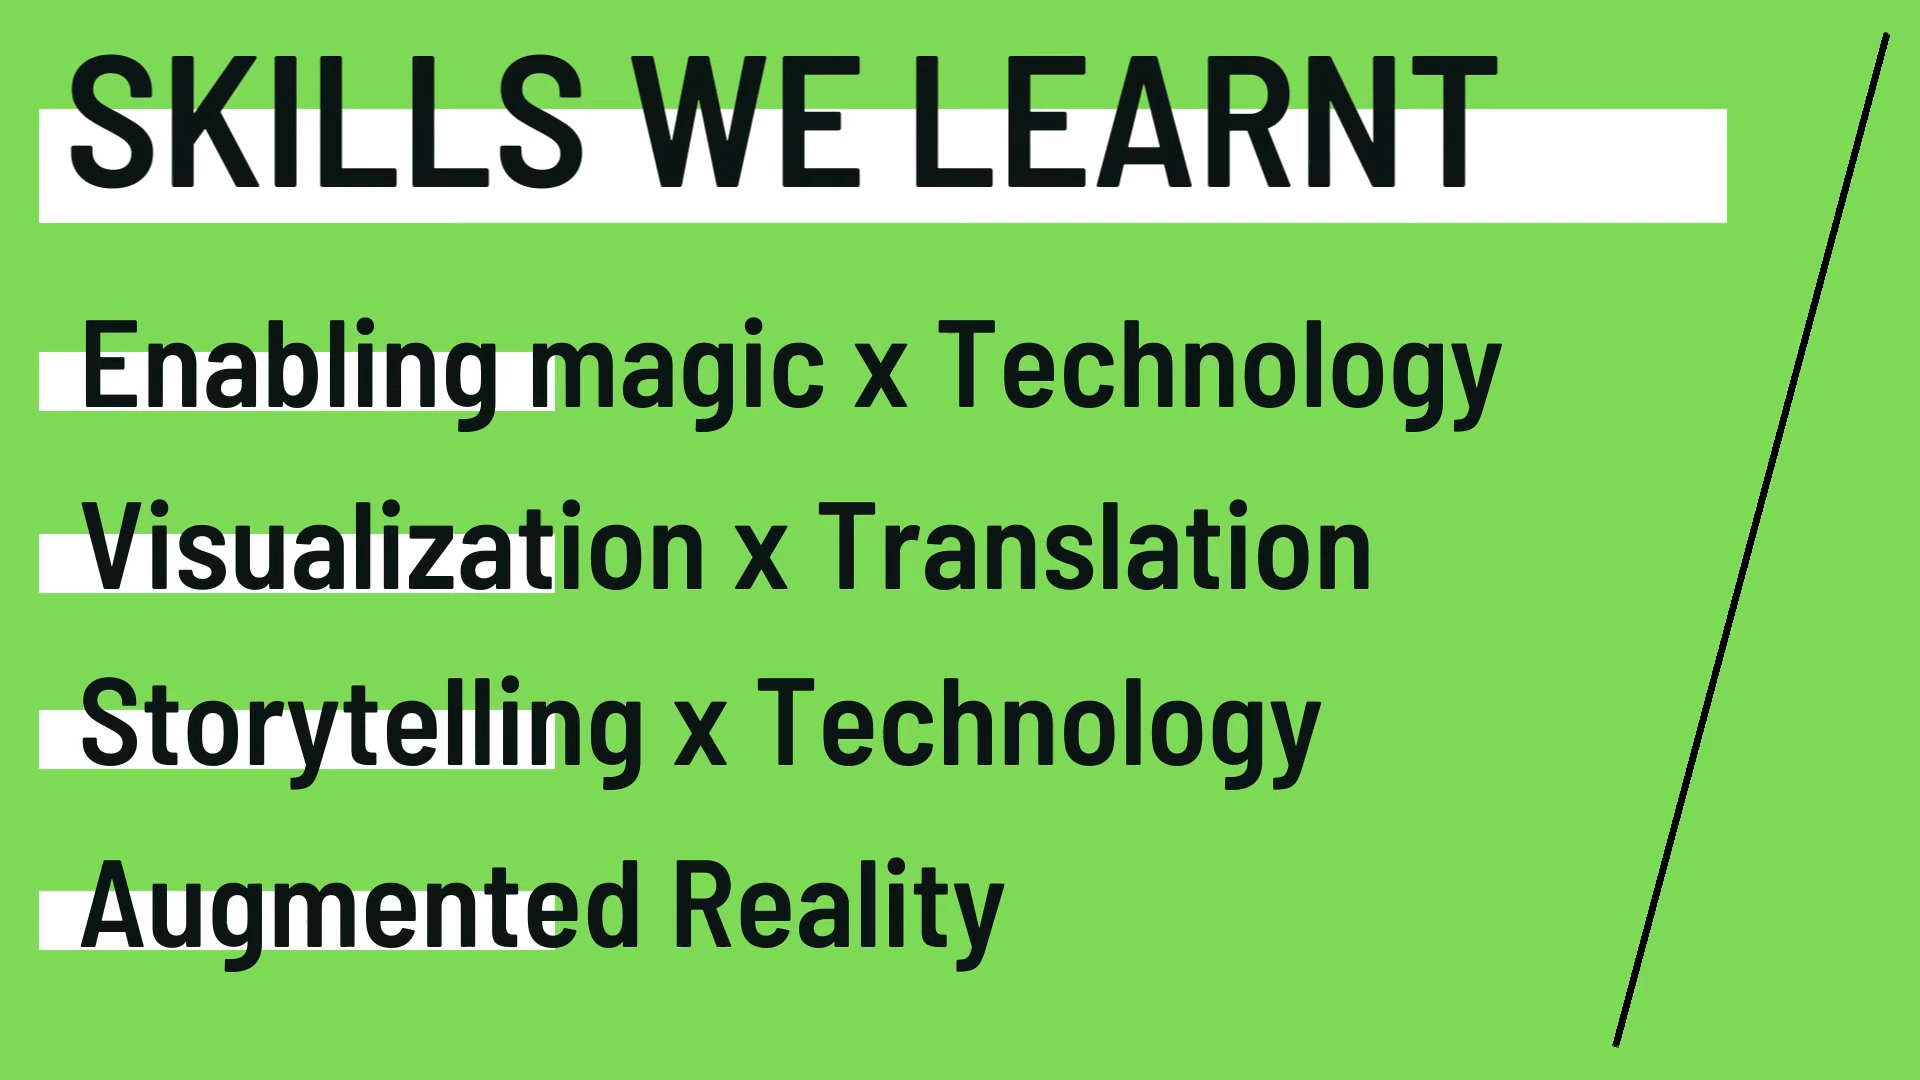 SKILLS WE LEARNT
Enabling magic x Technology
Visualization x Translation
Storytelling x Technology
Augmented Reality